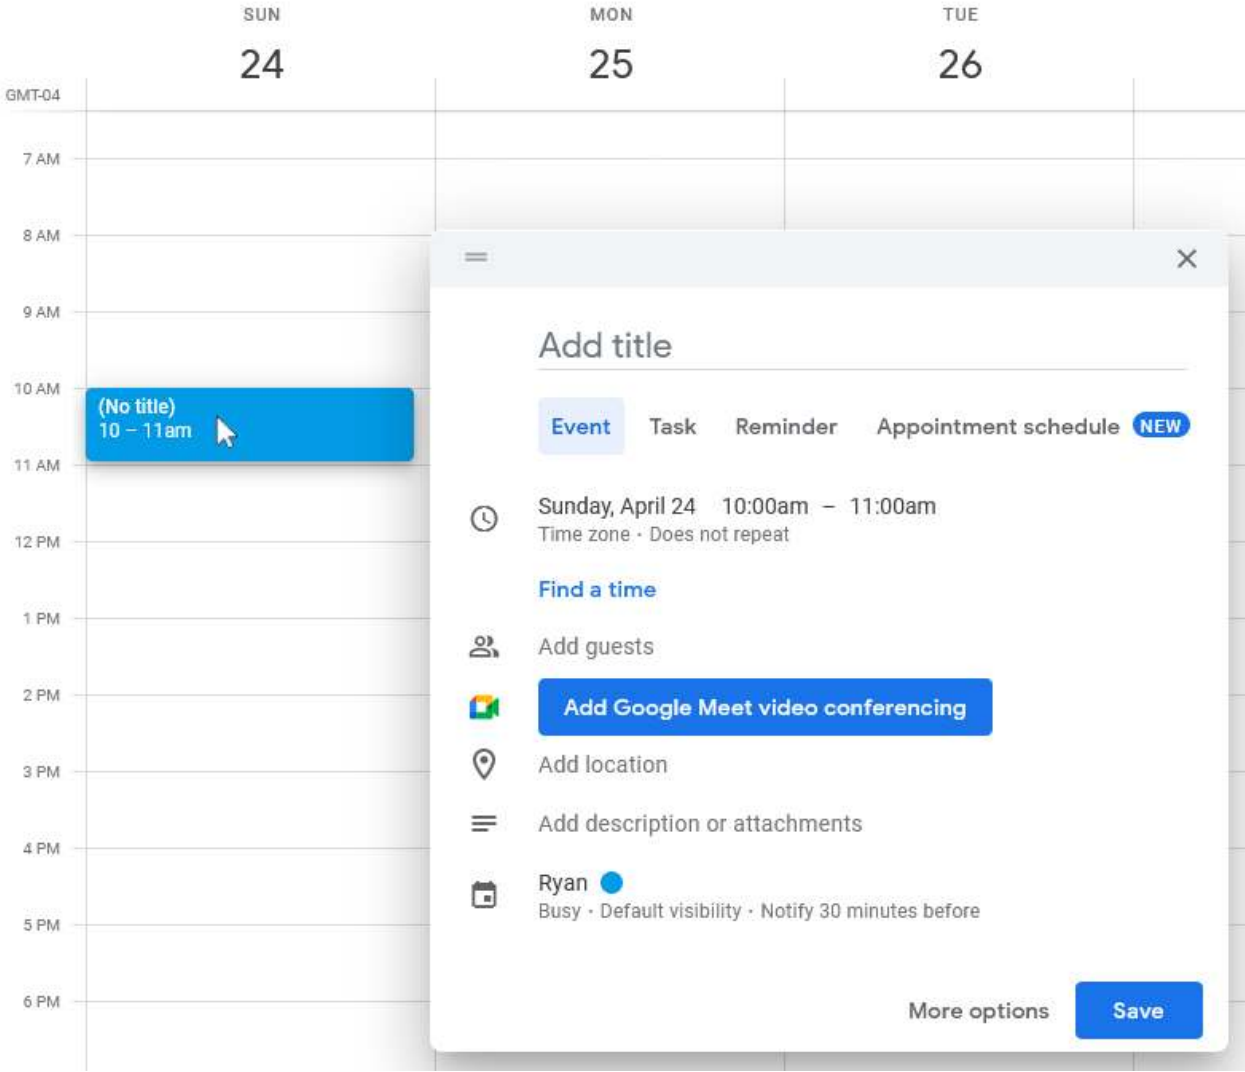 SUN MON TUE
24 25 26
GMT-04
7 AM
8 AM
9 AM
10 AM
(No title)
10 – 11am
11 AM
12 PM
1 PM
2 PM
3 PM
4 PM
5 PM
6 PM
Add title
Event Task Reminder Appointment schedule NEW
Sunday, April 24 10:00am – 11:00am
Time zone · Does not repeat
Find a time
Add guests
Add Google Meet video conferencing
Add location
Add description or attachments
Ryan
Busy · Default visibility · Notify 30 minutes before
More options Save